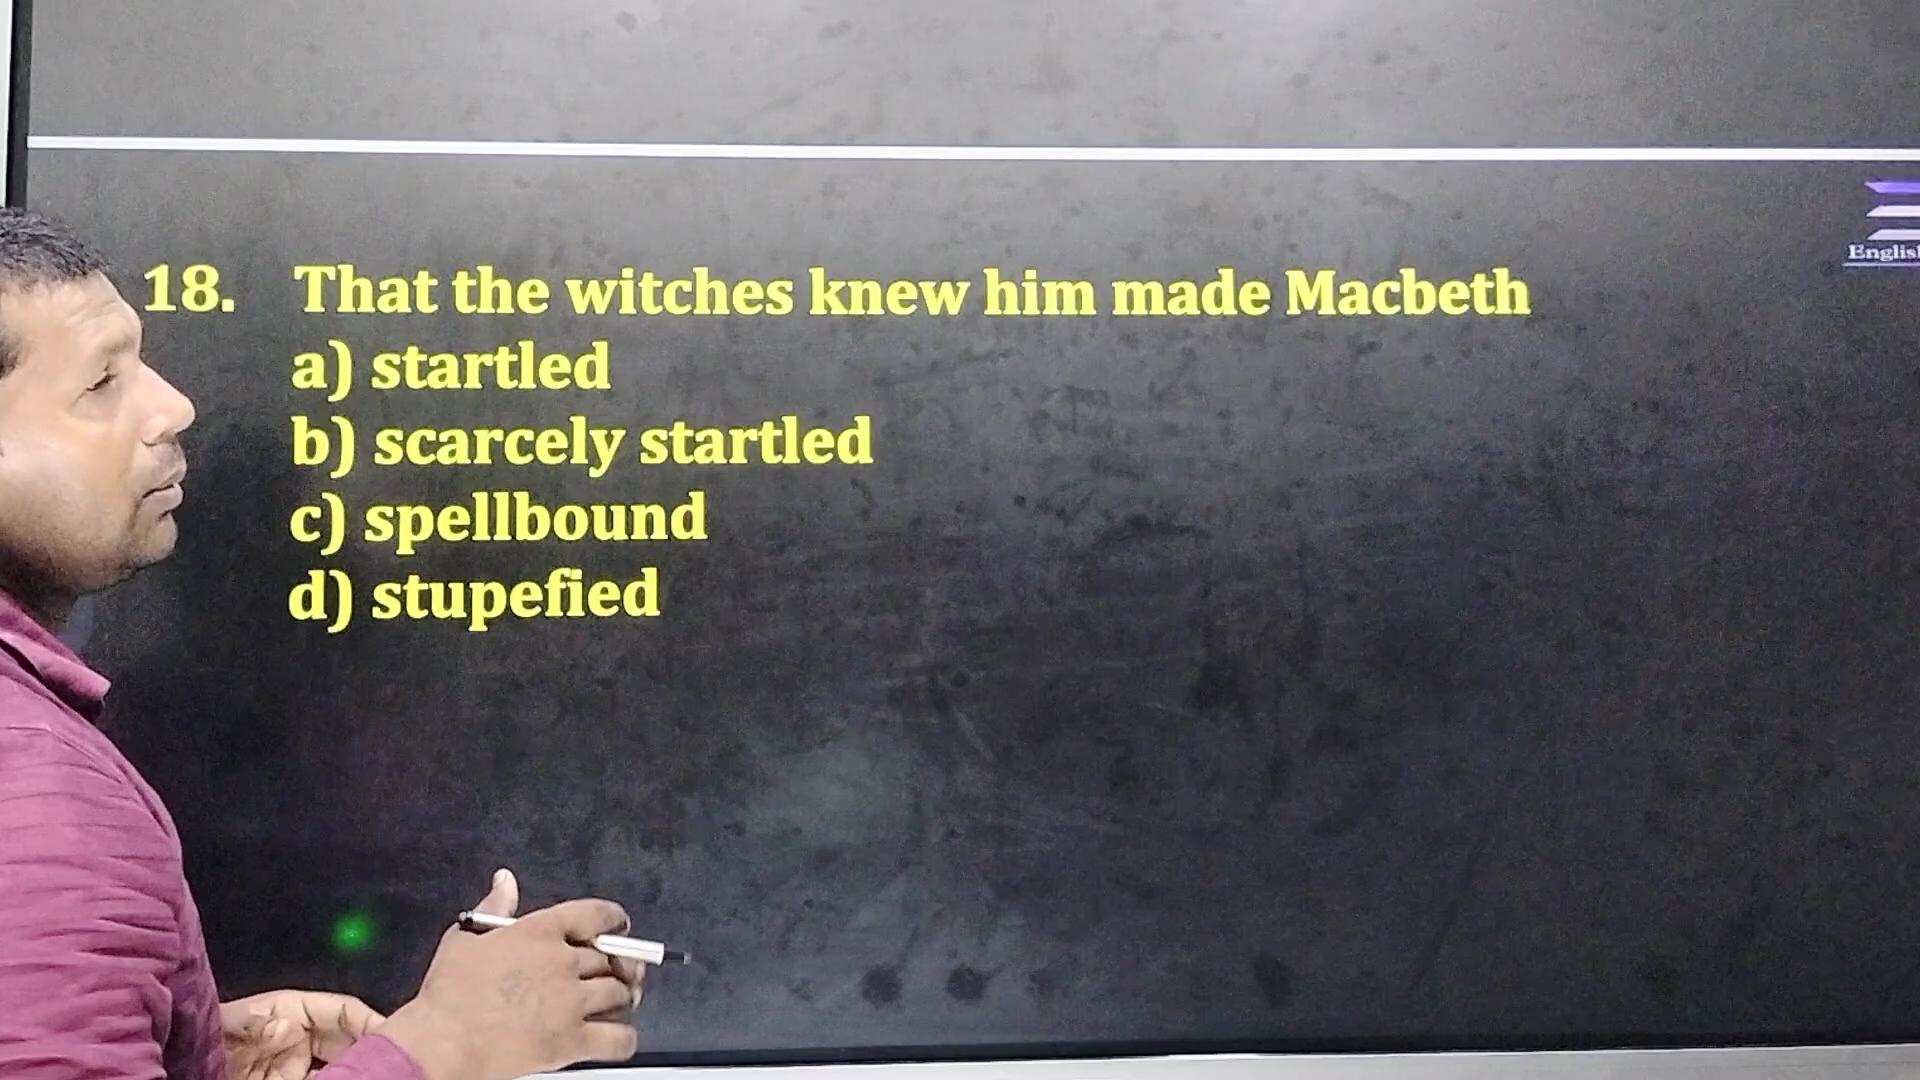 English
18. That the witches knew him made Macbeth
a) startled
b) scarcely startled
c) spellbound
d) stupefied